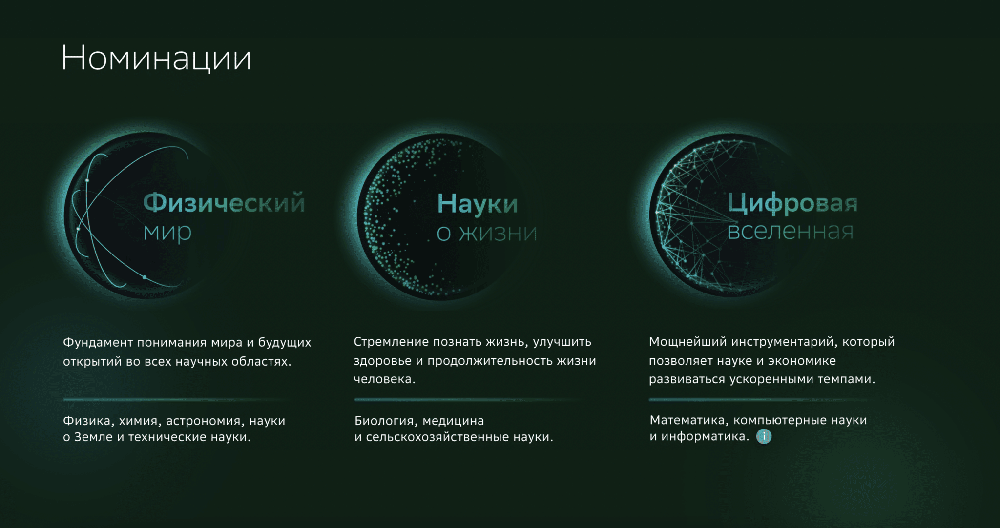 Номинации
Физический
мир
Науки
о жизни
Цифровая
вселенная
Фундамент понимания мира и будущих
открытий во всех научных областях.
Стремление познать жизнь, улучшить
здоровье и продолжительность жизни
человека.
Мощнейший инструментарий, который
позволяет науке и экономике
развиваться ускоренными темпами.
Физика, химия, астрономия, науки
о Земле и технические науки.
Биология, медицина
и сельскохозяйственные науки.
Математика, компьютерные науки
и информатика. i